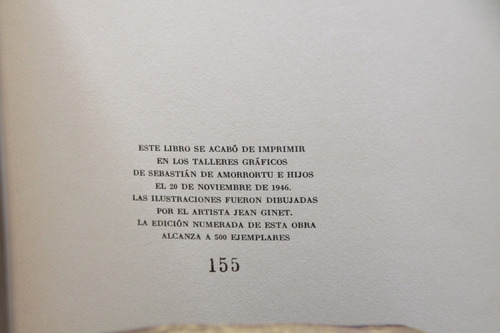 ESTE LIBRO SE ACABÓ DE IMPRIMIR
EN LOS TALLERES GRÁFICOS
DE SEBASTIÁN DE AMORRORTU E HIJOS
EL 20 DE NOVIEMBRE DE 1946.
LAS ILUSTRACIONES FUERON DIBUJADAS
POR EL ARTISTA JEAN GINET.
LA EDICIÓN NUMERADA DE ESTA OBRA
ALCANZA A 500 EJEMPLARES
155